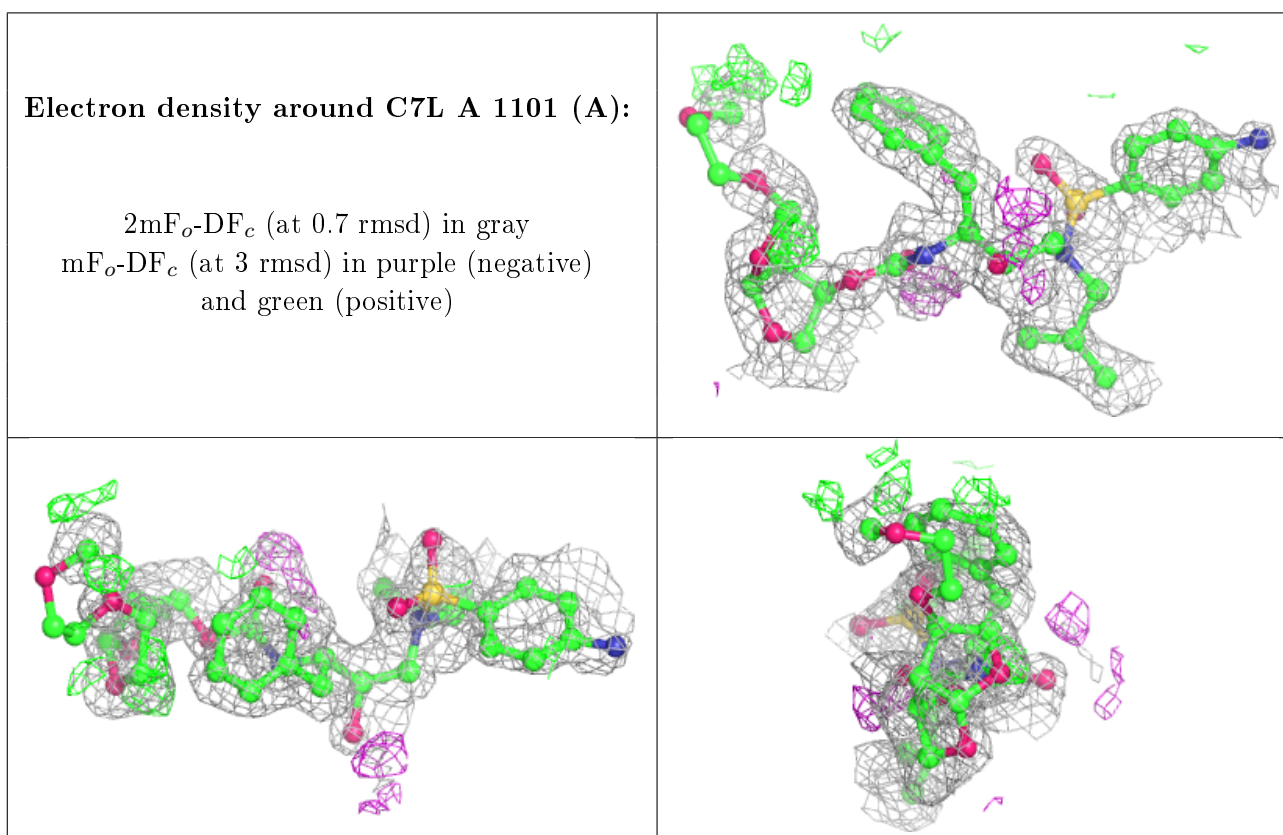 Electron density around C7L A 1101 (A):
2mFₒ-DF𝒸 (at 0.7 rmsd) in gray
mFₒ-DF𝒸 (at 3 rmsd) in purple (negative)
and green (positive)